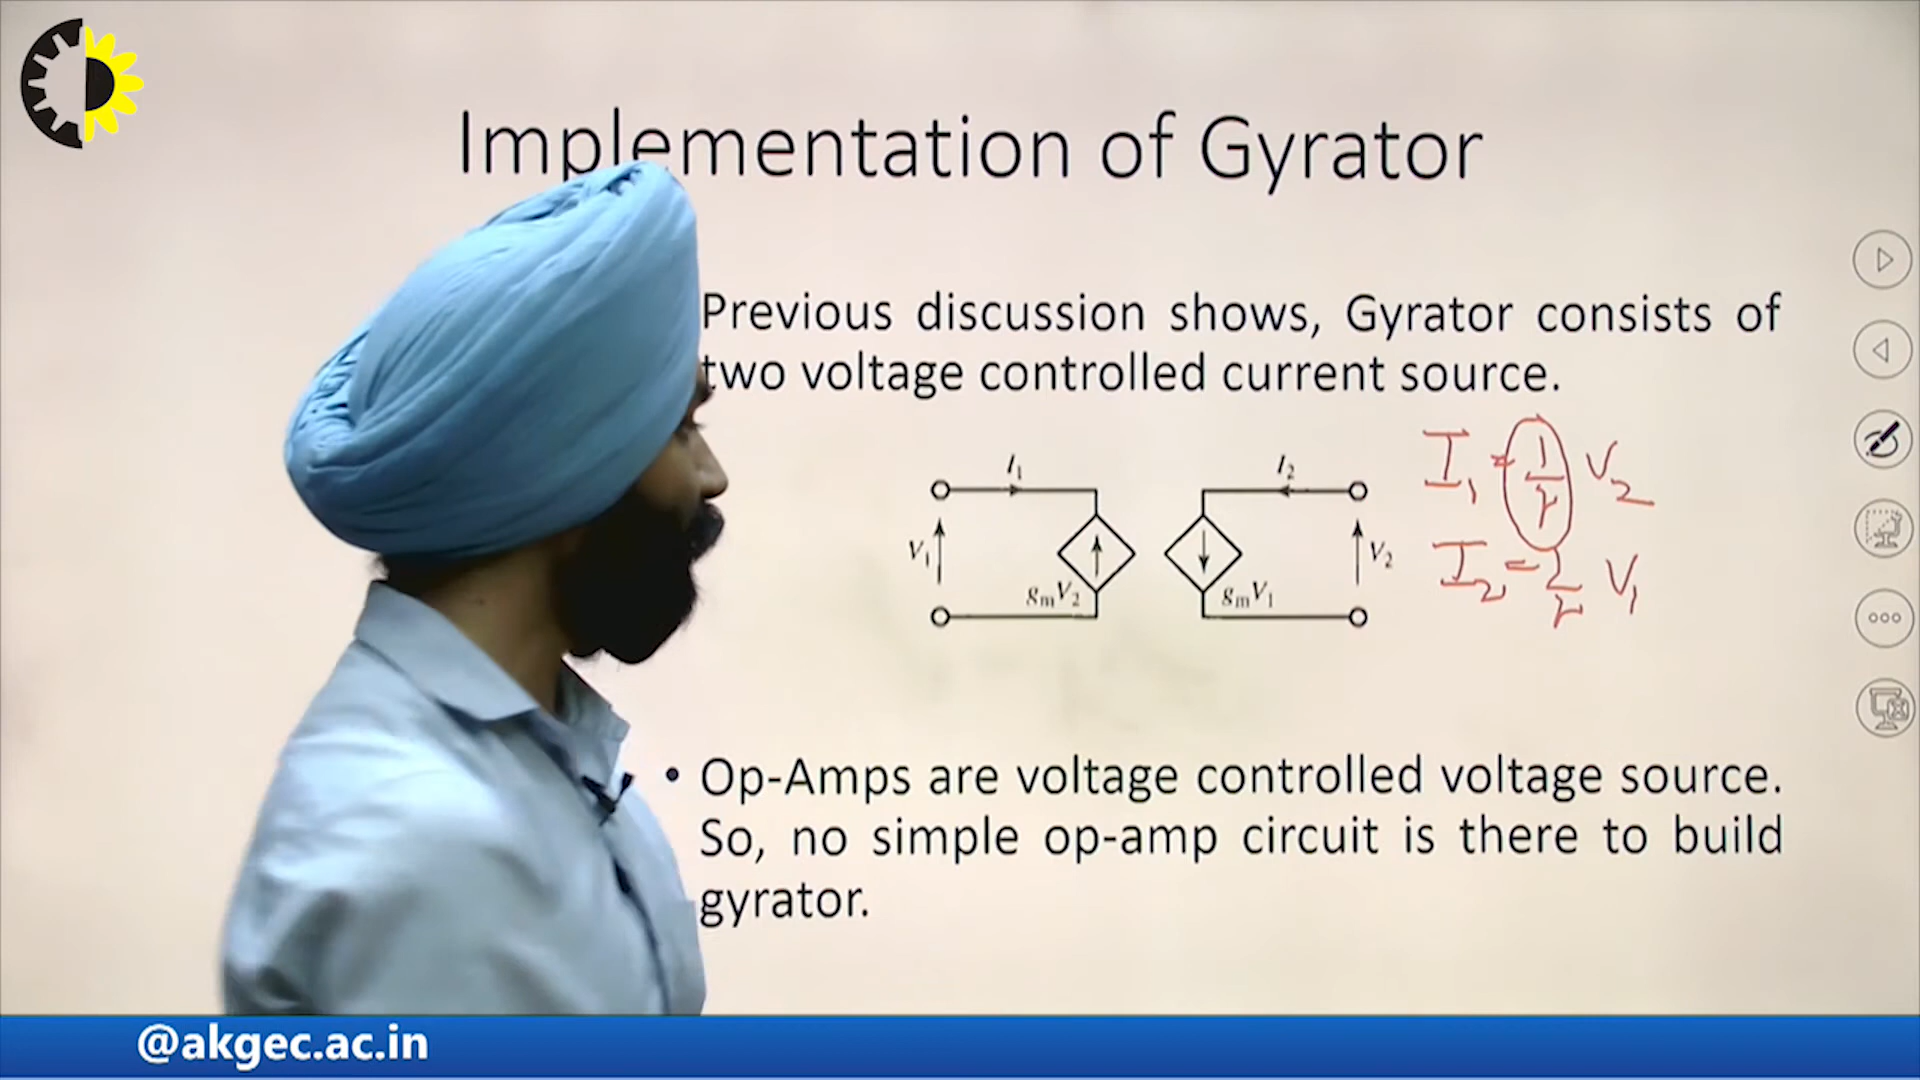 Implementation of Gyrator
Previous discussion shows, Gyrator consists of
two voltage controlled current source.
I₁
I₂
V₁
gₘV₂
gₘV₁
V₂
I₁ = 1/r V₂
V₁
Op-Amps are voltage controlled voltage source.
So, no simple op-amp circuit is there to build
gyrator.
@akgec.ac.in